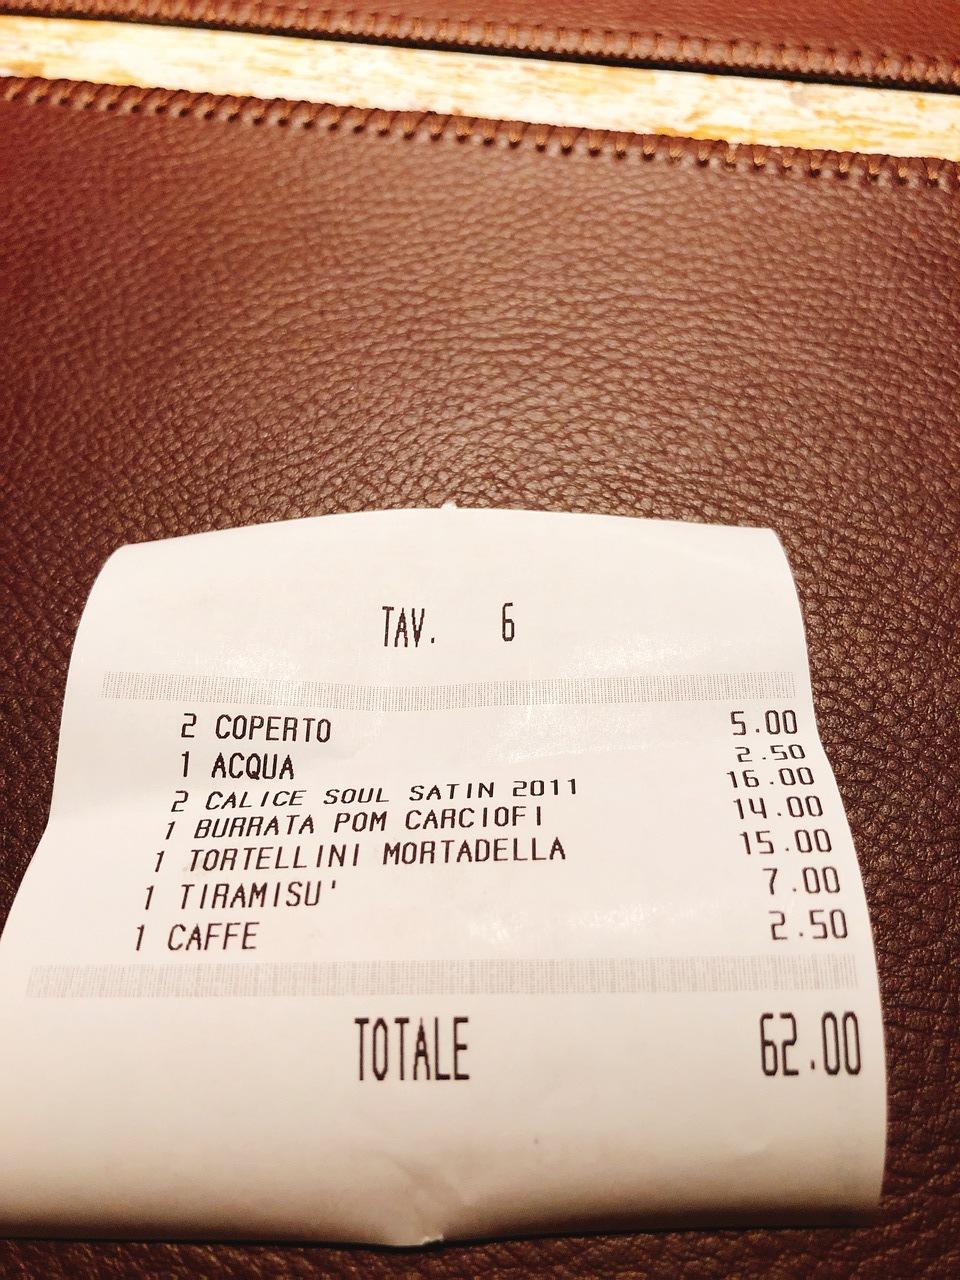 TAV. 6
2 COPERTO 5.00
1 ACQUA 2.50
2 CALICE SOUL SATIN 2011 16.00
1 BURRATA POM CARCIOFI 14.00
1 TORTELLINI MORTADELLA 15.00
1 TIRAMISU' 7.00
1 CAFFE 2.50
TOTALE 62.00